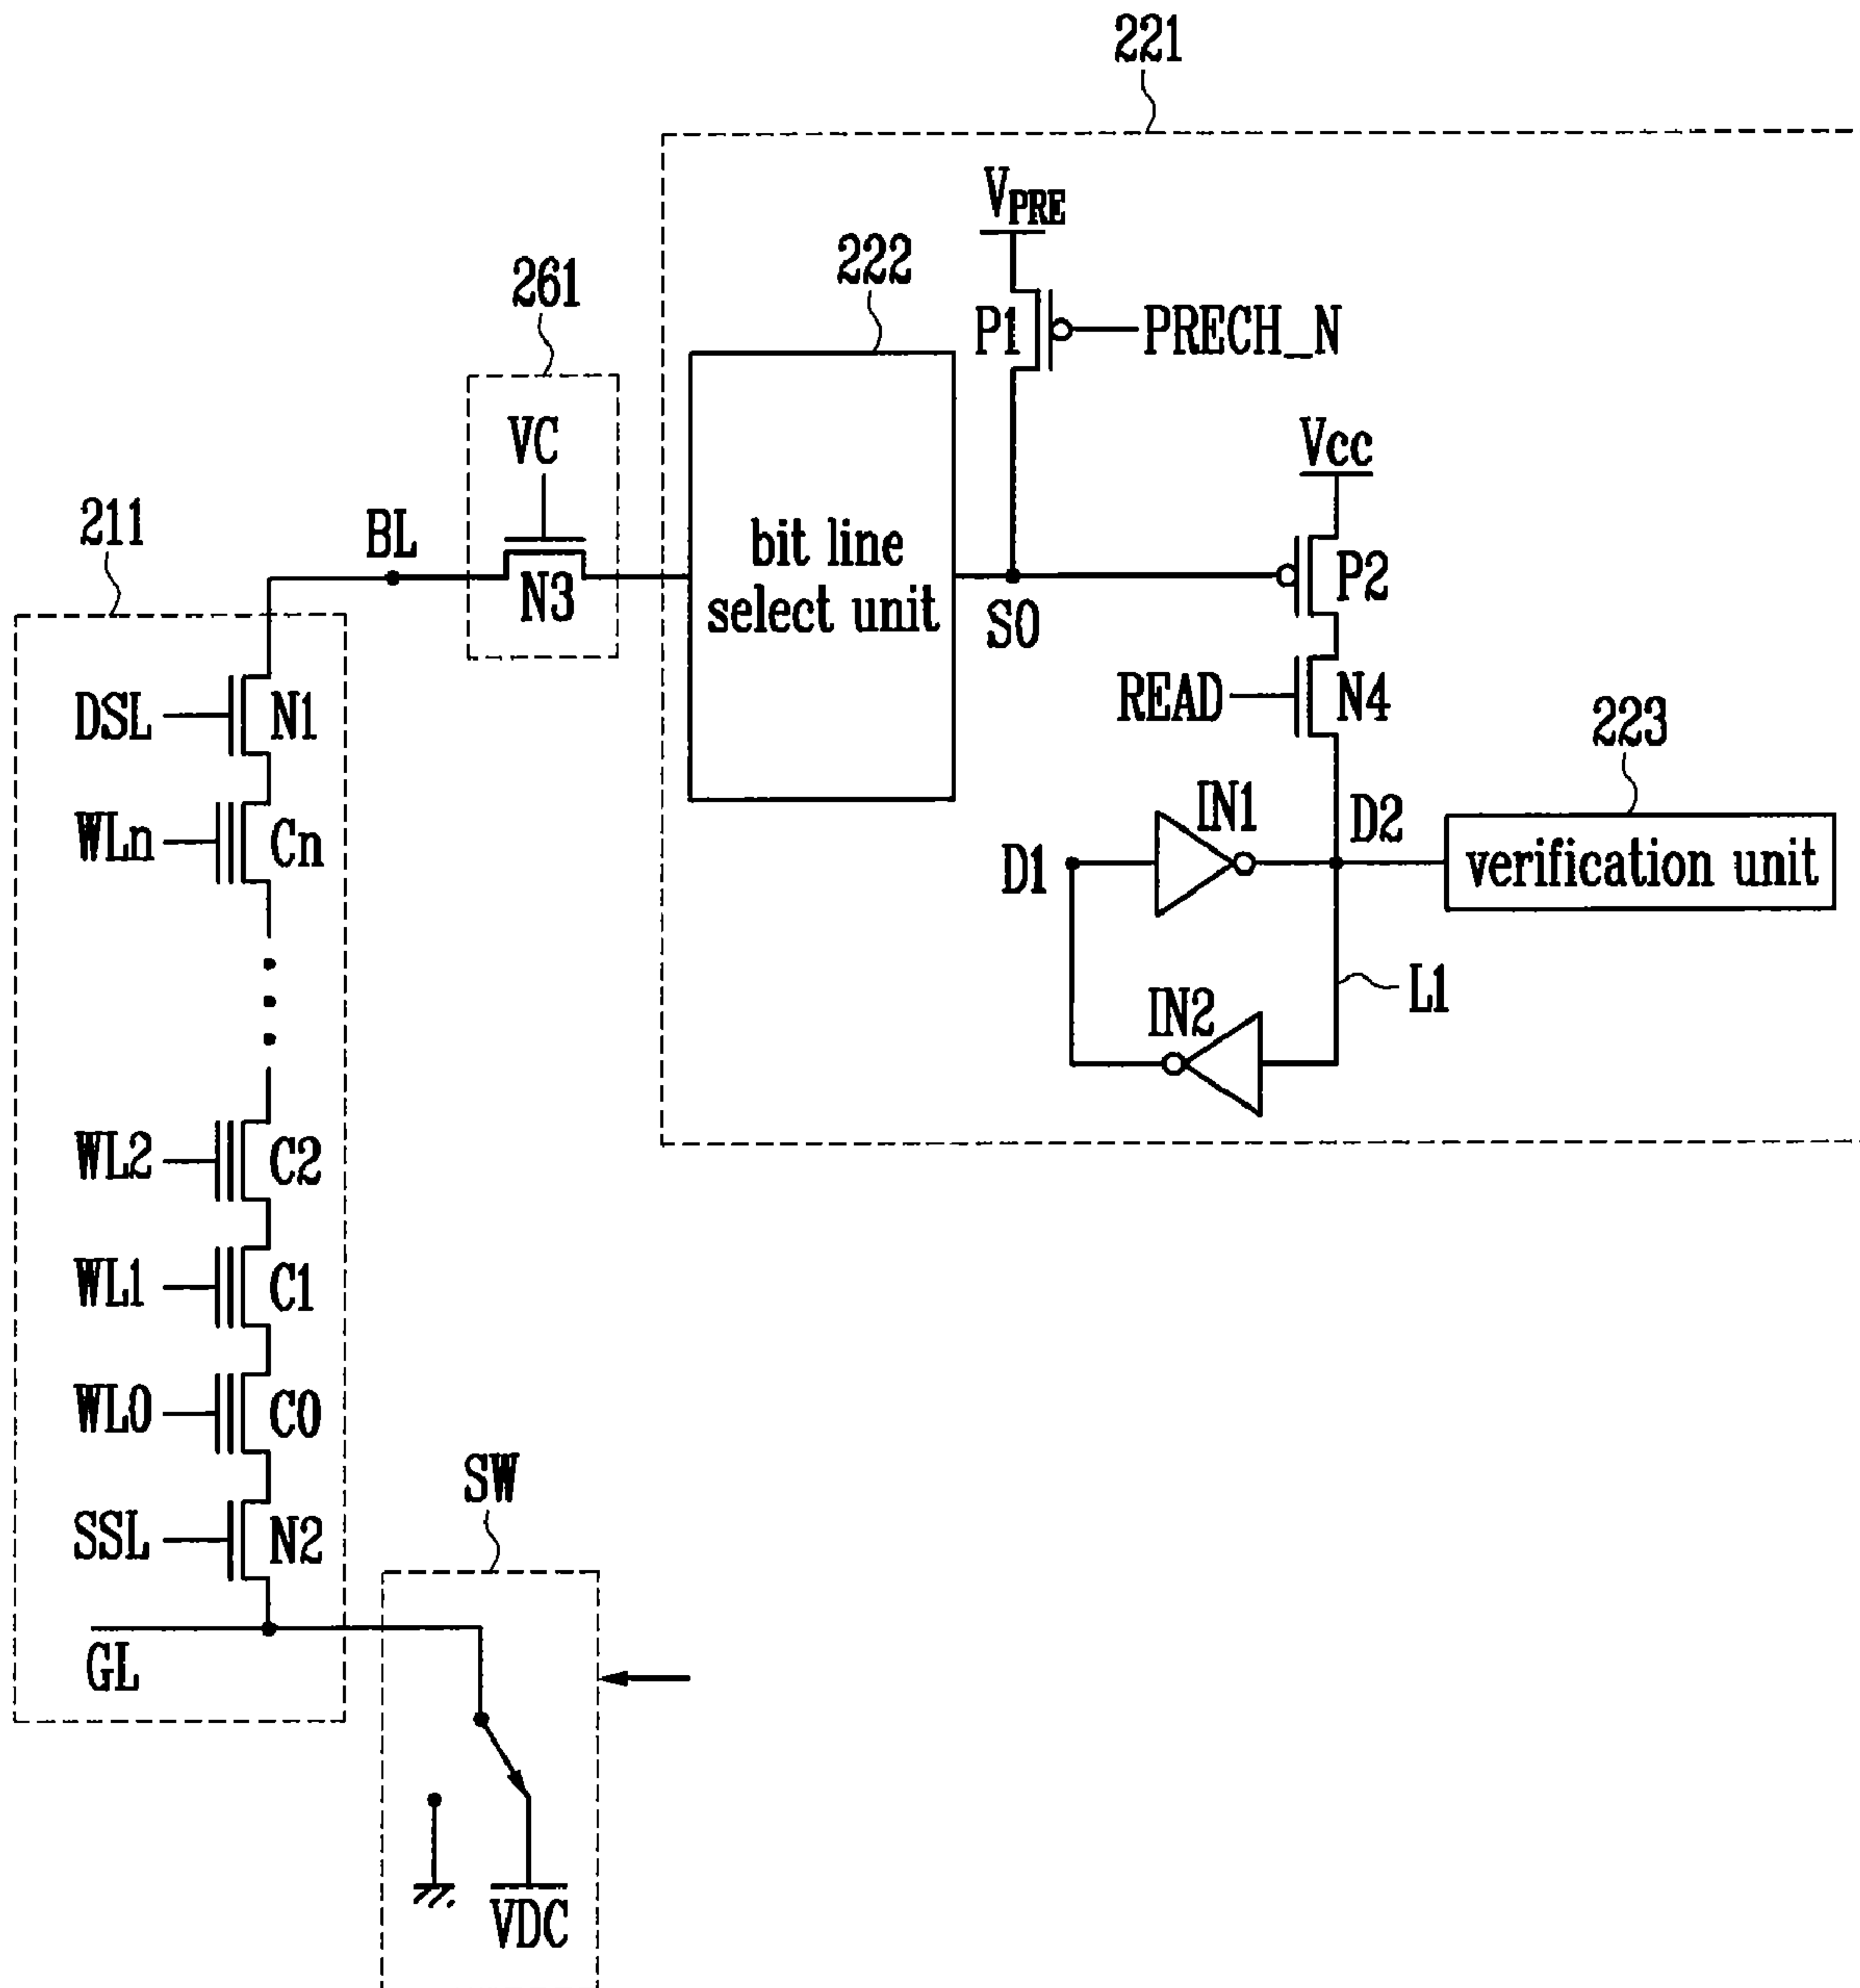 221
VPRE
222
261
P1
PRECH_N
VC
VCC
211
BL
bit line
select unit
P2
N3
SO
DSL
N1
READ
N4
223
IN1
D2
WLn
Cn
D1
verification unit
L1
IN2
WL2
C2
WL1
C1
WL0
C0
SW
SSL
N2
GL
VDC